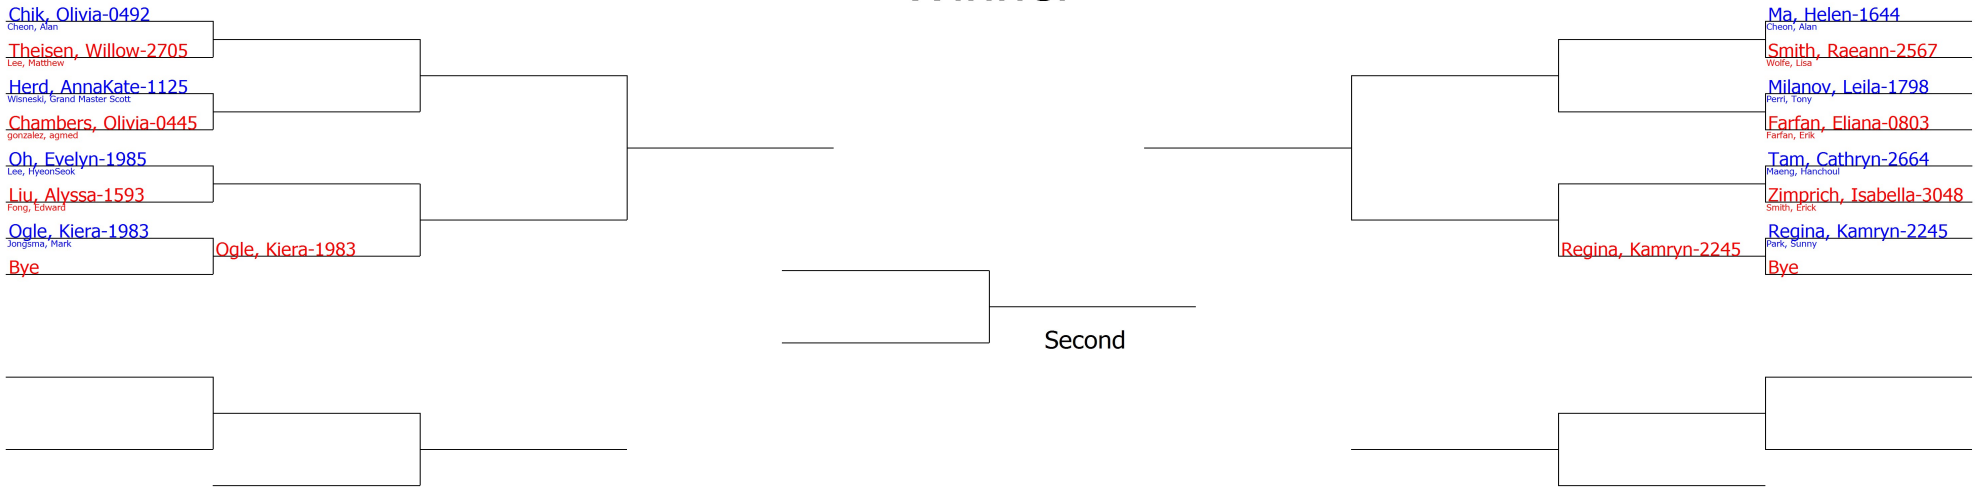 Chik, Olivia-0492
Cheon, Alan
Theisen, Willow-2705
Lee, Matthew
Herd, AnnaKate-1125
Wisneski, Grand Master Scott
Chambers, Olivia-0445
gonzalez, agmed
Oh, Evelyn-1985
Lee, HyeonSeok
Liu, Alyssa-1593
Fong, Edward
Ogle, Kiera-1983
Jongsma, Mark
Bye
Ogle, Kiera-1983
Second
Ma, Helen-1644
Cheon, Alan
Smith, Raeann-2567
Wolfe, Lisa
Milanov, Leila-1798
Perri, Tony
Farfan, Eliana-0803
Farfan, Erik
Tam, Cathryn-2664
Maeng, Hanchoul
Zimprich, Isabella-3048
Smith, Erick
Regina, Kamryn-2245
Park, Sunny
Bye
Regina, Kamryn-2245